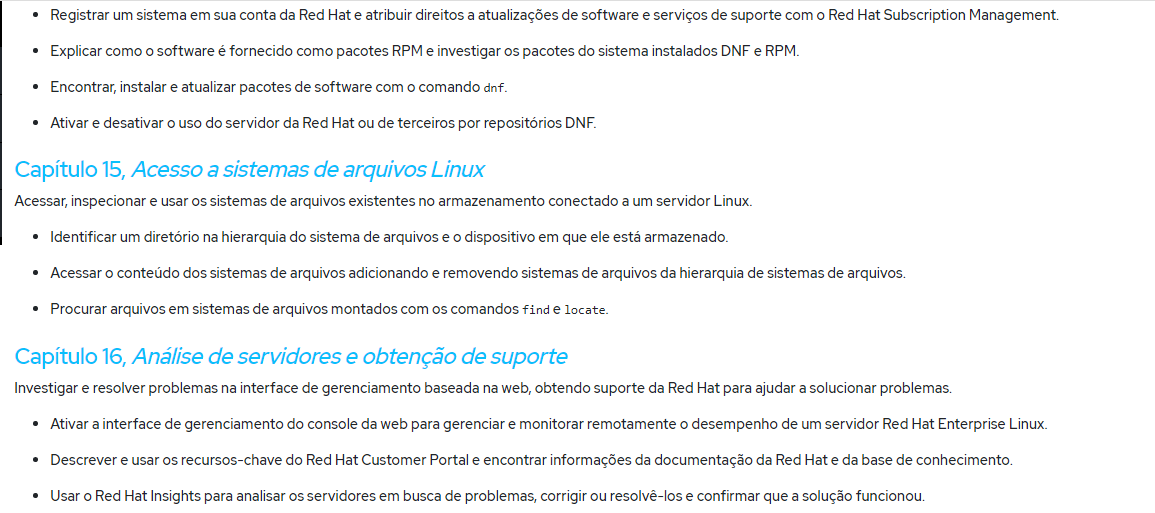 Registrar um sistema em sua conta da Red Hat e atribuir direitos a atualizações de software e serviços de suporte com o Red Hat Subscription Management.
Explicar como o software é fornecido como pacotes RPM e investigar os pacotes do sistema instalados DNF e RPM.
Encontrar, instalar e atualizar pacotes de software com o comando dnf.
Ativar e desativar o uso do servidor da Red Hat ou de terceiros por repositórios DNF.
Capítulo 15, Acesso a sistemas de arquivos Linux
Acessar, inspecionar e usar os sistemas de arquivos existentes no armazenamento conectado a um servidor Linux.
Identificar um diretório na hierarquia do sistema de arquivos e o dispositivo em que ele está armazenado.
Acessar o conteúdo dos sistemas de arquivos adicionando e removendo sistemas de arquivos da hierarquia de sistemas de arquivos.
Procurar arquivos em sistemas de arquivos montados com os comandos find e locate.
Capítulo 16, Análise de servidores e obtenção de suporte
Investigar e resolver problemas na interface de gerenciamento baseada na web, obtendo suporte da Red Hat para ajudar a solucionar problemas.
Ativar a interface de gerenciamento do console da web para gerenciar e monitorar remotamente o desempenho de um servidor Red Hat Enterprise Linux.
Descrever e usar os recursos-chave do Red Hat Customer Portal e encontrar informações da documentação da Red Hat e da base de conhecimento.
Usar o Red Hat Insights para analisar os servidores em busca de problemas, corrigir ou resolvê-los e confirmar que a solução funcionou.